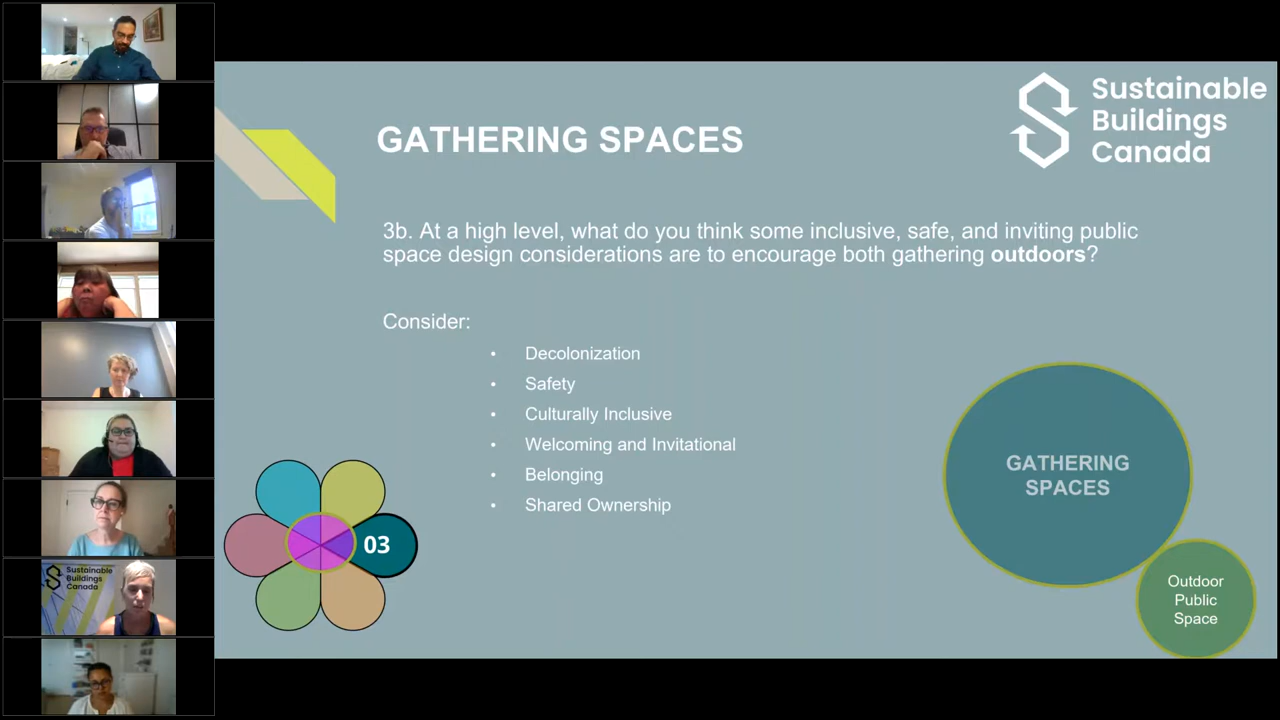 Sustainable
Buildings
Canada
GATHERING SPACES
3b. At a high level, what do you think some inclusive, safe, and inviting public
space design considerations are to encourage both gathering outdoors?
Consider:
• Decolonization
• Safety
• Culturally Inclusive
• Welcoming and Invitational
• Belonging
• Shared Ownership
03
GATHERING
SPACES
Outdoor
Public
Space
Sustainable
Buildings
Canada